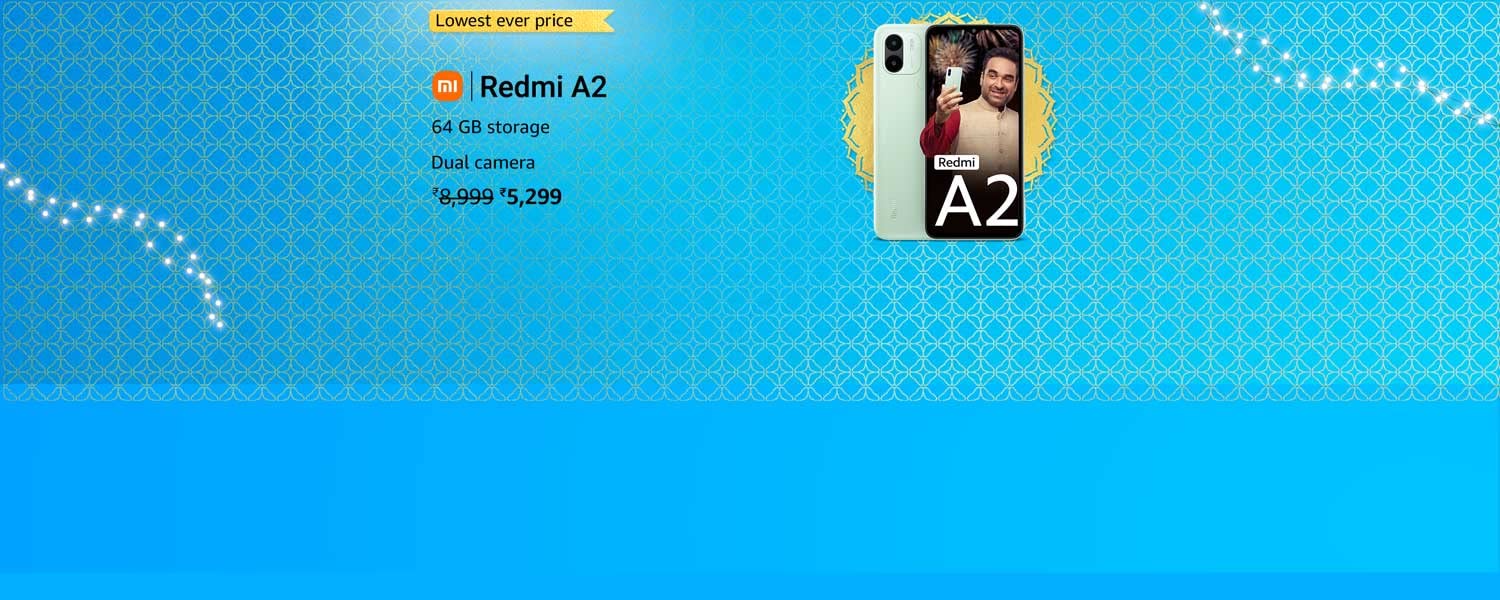 Lowest ever price
mi | Redmi A2
64 GB storage
Dual camera
₹8,999 ₹5,299
Redmi
A2